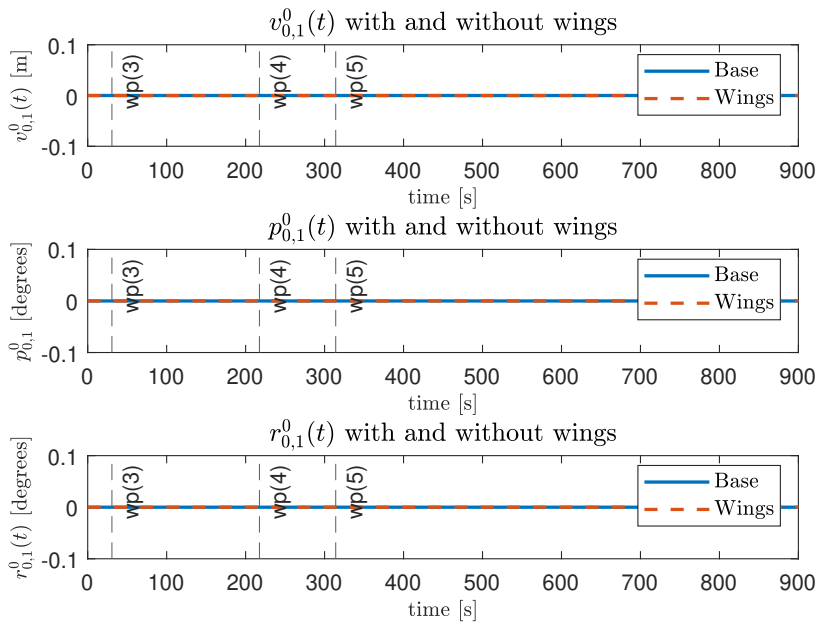 $v^0_{0,1}(t)$ with and without wings
$v^0_{0,1}(t)$ [m]
0.1
0
-0.1
wp(3)
wp(4)
wp(5)
Base
Wings
0 100 200 300 400 500 600 700 800 900
time [s]
$p^0_{0,1}(t)$ with and without wings
$p^0_{0,1}$ [degrees]
0.1
0
-0.1
wp(3)
wp(4)
wp(5)
Base
Wings
0 100 200 300 400 500 600 700 800 900
time [s]
$r^0_{0,1}(t)$ with and without wings
$r^0_{0,1}(t)$ [degrees]
0.1
0
-0.1
wp(3)
wp(4)
wp(5)
Base
Wings
0 100 200 300 400 500 600 700 800 900
time [s]